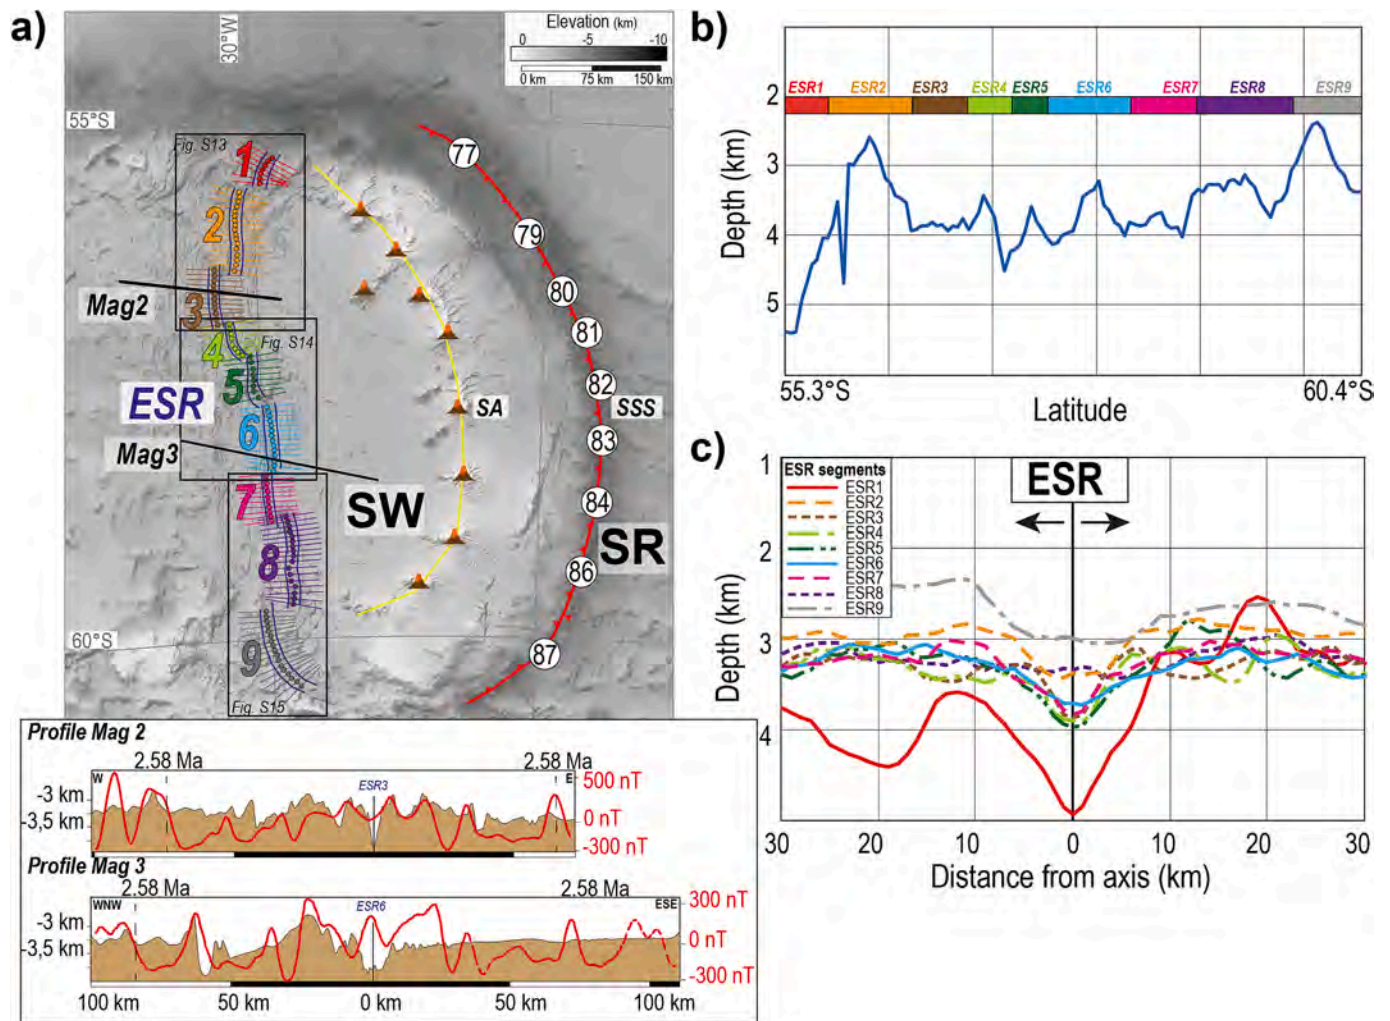 a)
30°W
Elevation (km)
0 -5 -10
0 km 75 km 150 km
55°S
Fig. S13
1
77
2
79
80
Mag2
3
81
4
Fig. S14
5
82
ESR
SA
SSS
6
83
Mag3
7
SW
84
SR
8
86
60°S
87
9
Fig. S15
Profile Mag 2
2.58 Ma 2.58 Ma
W ESR3 E
500 nT
-3 km
0 nT
-3,5 km
-300 nT
Profile Mag 3
2.58 Ma 2.58 Ma
WNW ESR6 ESE
300 nT
-3 km
0 nT
-3,5 km
-300 nT
100 km 50 km 0 km 50 km 100 km
b)
2
ESR1 ESR2 ESR3 ESR4 ESR5 ESR6 ESR7 ESR8 ESR9
3
4
5
Depth (km)
55.3°S 60.4°S
Latitude
c)
1
ESR segments
ESR1
ESR2
ESR3
ESR4
ESR5
ESR6
ESR7
ESR8
ESR9
ESR
2
3
4
Depth (km)
30 20 10 0 10 20 30
Distance from axis (km)